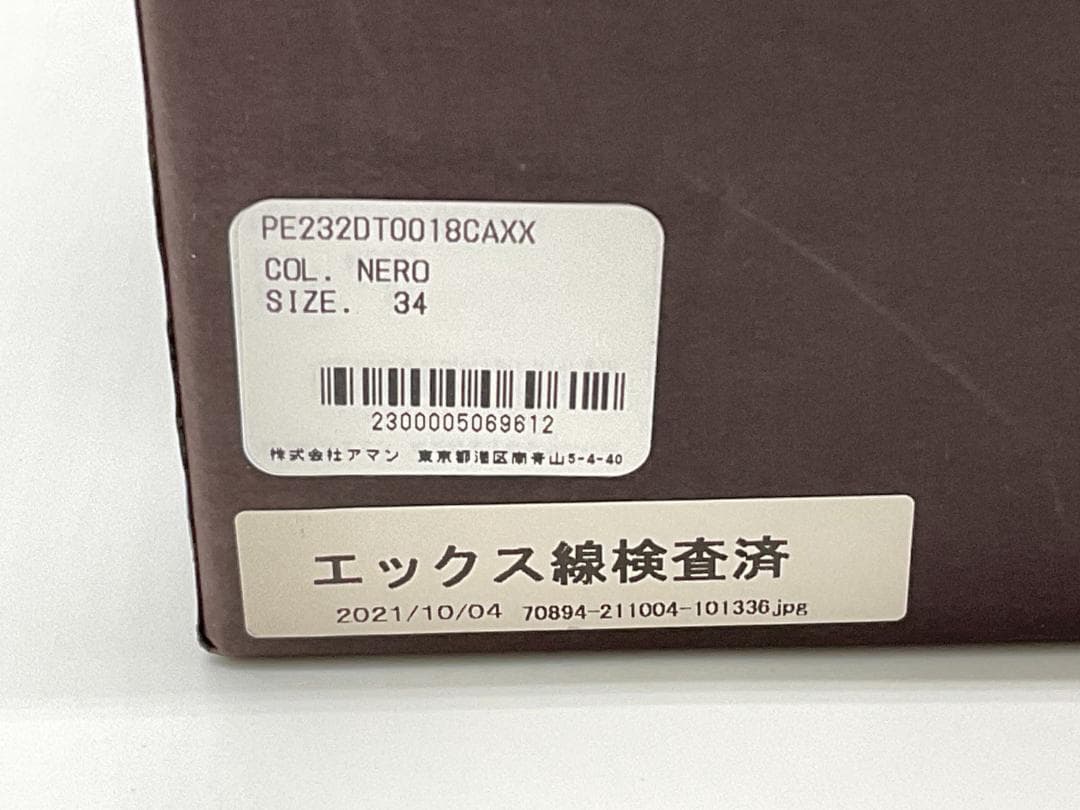 PE232DT0018CAXX
COL. NERO
SIZE. 34
2300005069612
株式会社アマン 東京都港区南青山5-4-40
エックス線検査済
2021/10/04 70894-211004-101336.jpg